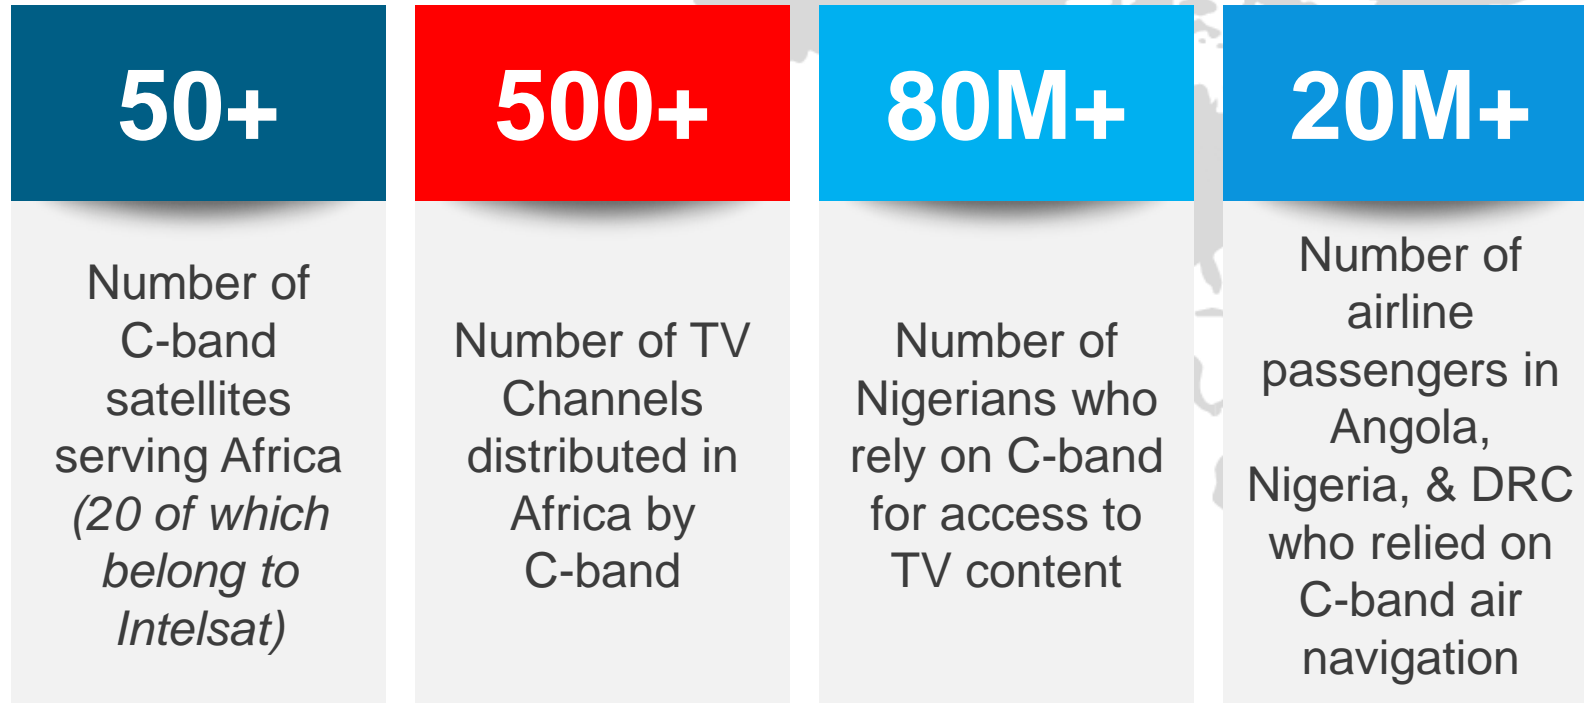 50+
Number of
C-band
satellites
serving Africa
(20 of which
belong to
Intelsat)
500+
Number of TV
Channels
distributed in
Africa by
C-band
80M+
Number of
Nigerians who
rely on C-band
for access to
TV content
20M+
Number of
airline
passengers in
Angola,
Nigeria, & DRC
who relied on
C-band air
navigation